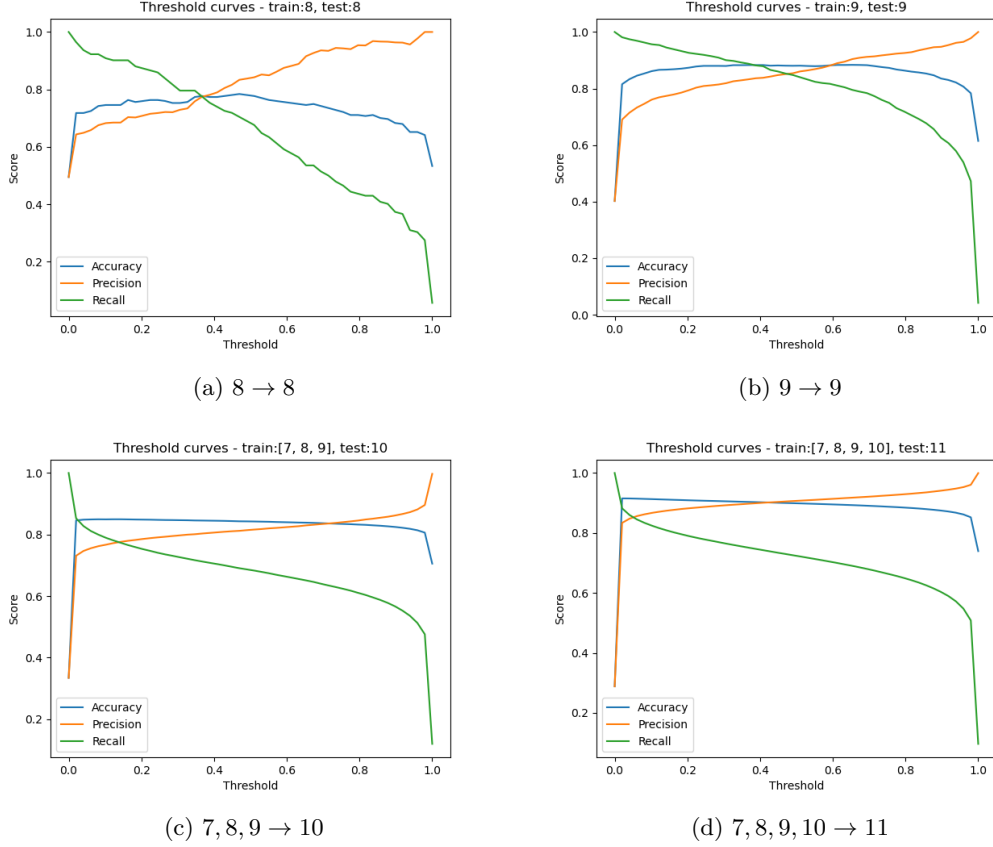 Threshold curves - train:8, test:8
1.0
0.8
0.6
0.4
0.2
Score
Accuracy
Precision
Recall
0.0 0.2 0.4 0.6 0.8 1.0
Threshold
(a) 8 → 8
Threshold curves - train:9, test:9
1.0
0.8
0.6
0.4
0.2
0.0
Score
Accuracy
Precision
Recall
0.0 0.2 0.4 0.6 0.8 1.0
Threshold
(b) 9 → 9
Threshold curves - train:[7, 8, 9], test:10
1.0
0.8
0.6
0.4
0.2
Score
Accuracy
Precision
Recall
0.0 0.2 0.4 0.6 0.8 1.0
Threshold
(c) 7, 8, 9 → 10
Threshold curves - train:[7, 8, 9, 10], test:11
1.0
0.8
0.6
0.4
0.2
Score
Accuracy
Precision
Recall
0.0 0.2 0.4 0.6 0.8 1.0
Threshold
(d) 7, 8, 9, 10 → 11